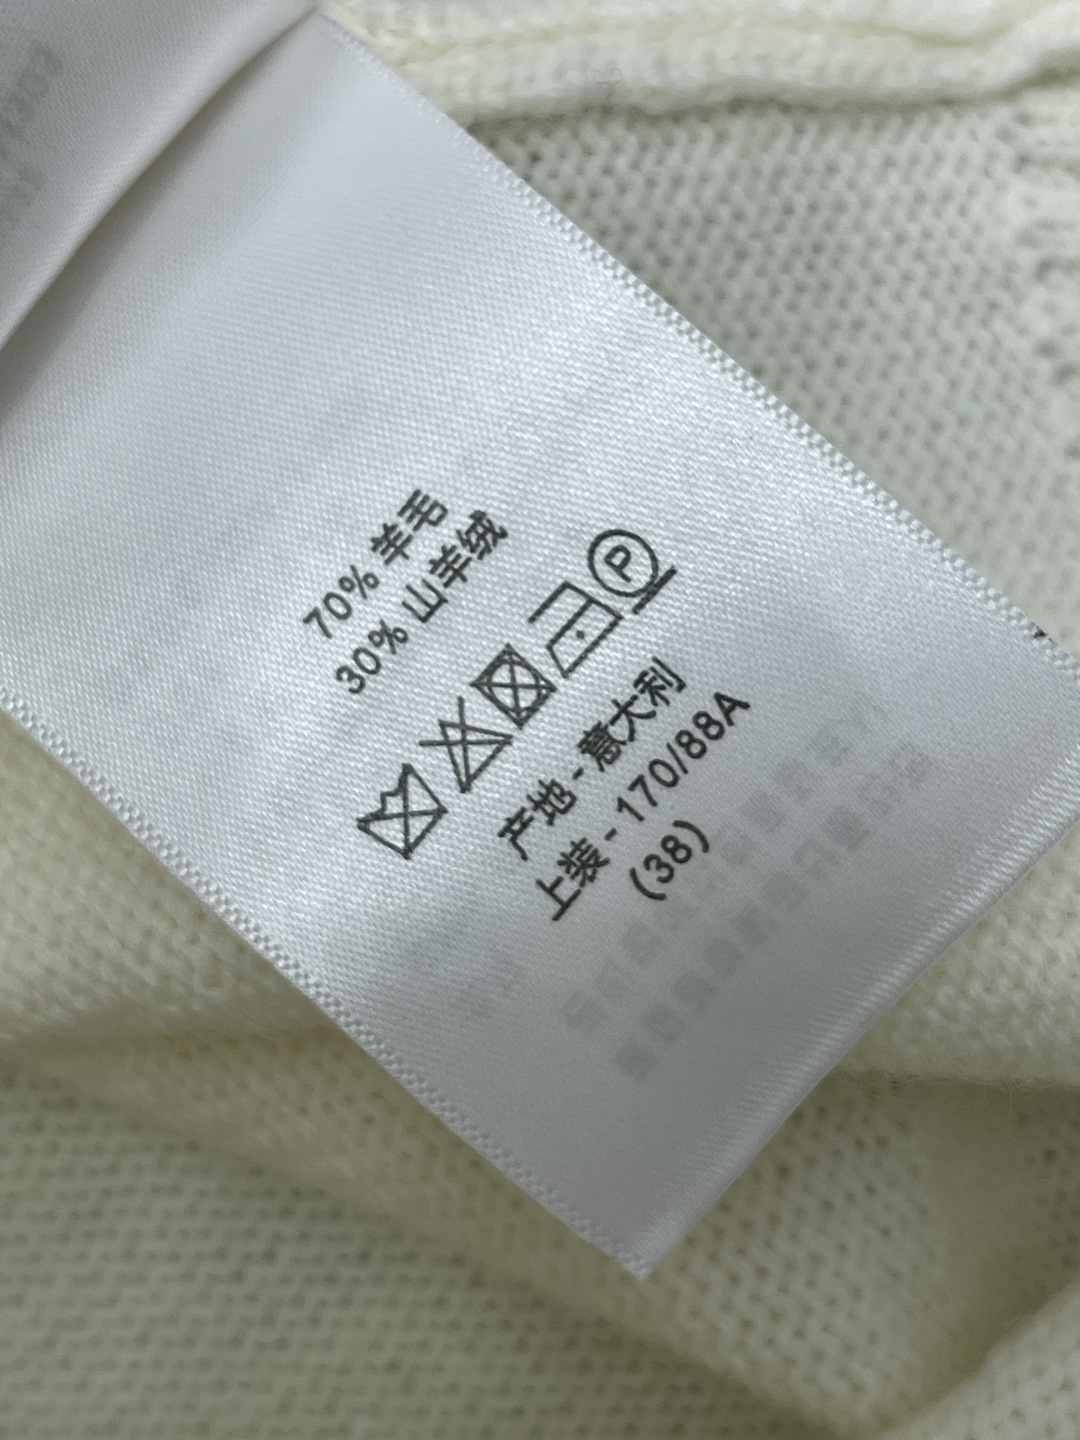 70% 羊毛
30% 山羊绒
P
产地 - 意大利
上装 - 170/88A
(38)